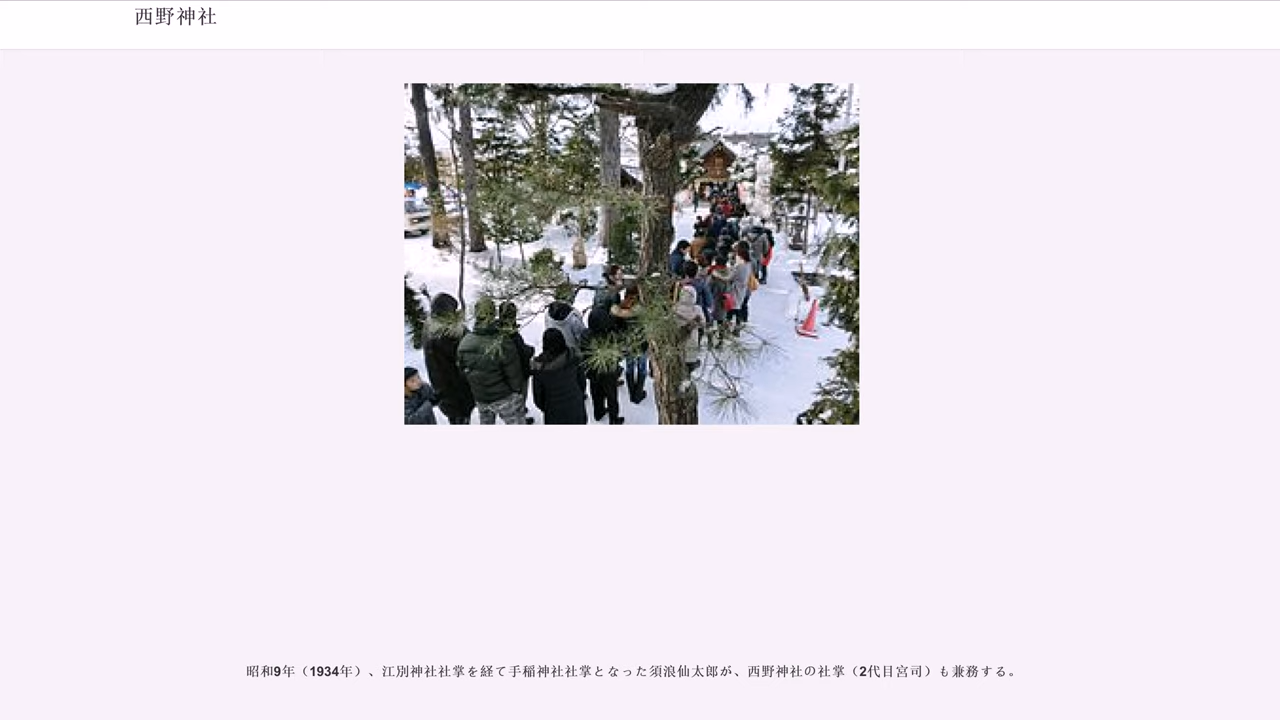 西野神社
昭和9年（1934年）、江別神社社掌を経て手稲神社社掌となった須浪仙太郎が、西野神社の社掌（2代目宮司）も兼務する。